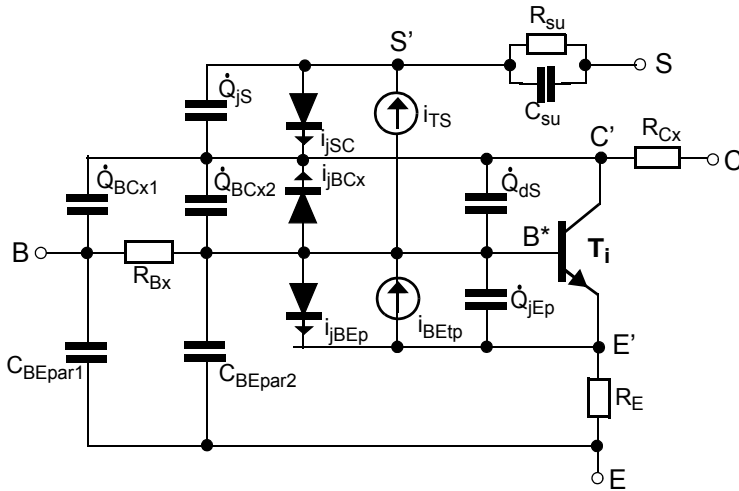 R_su
S'
S
Q̇_jS
i_TS
C_su
i_jSC
C'
R_Cx
C
Q̇_BCx1
Q̇_BCx2
i_jBCx
Q̇_dS
B*
T_i
B
R_Bx
i_jBEp
i_BEtp
Q̇_jEp
E'
C_BEpar1
C_BEpar2
R_E
E